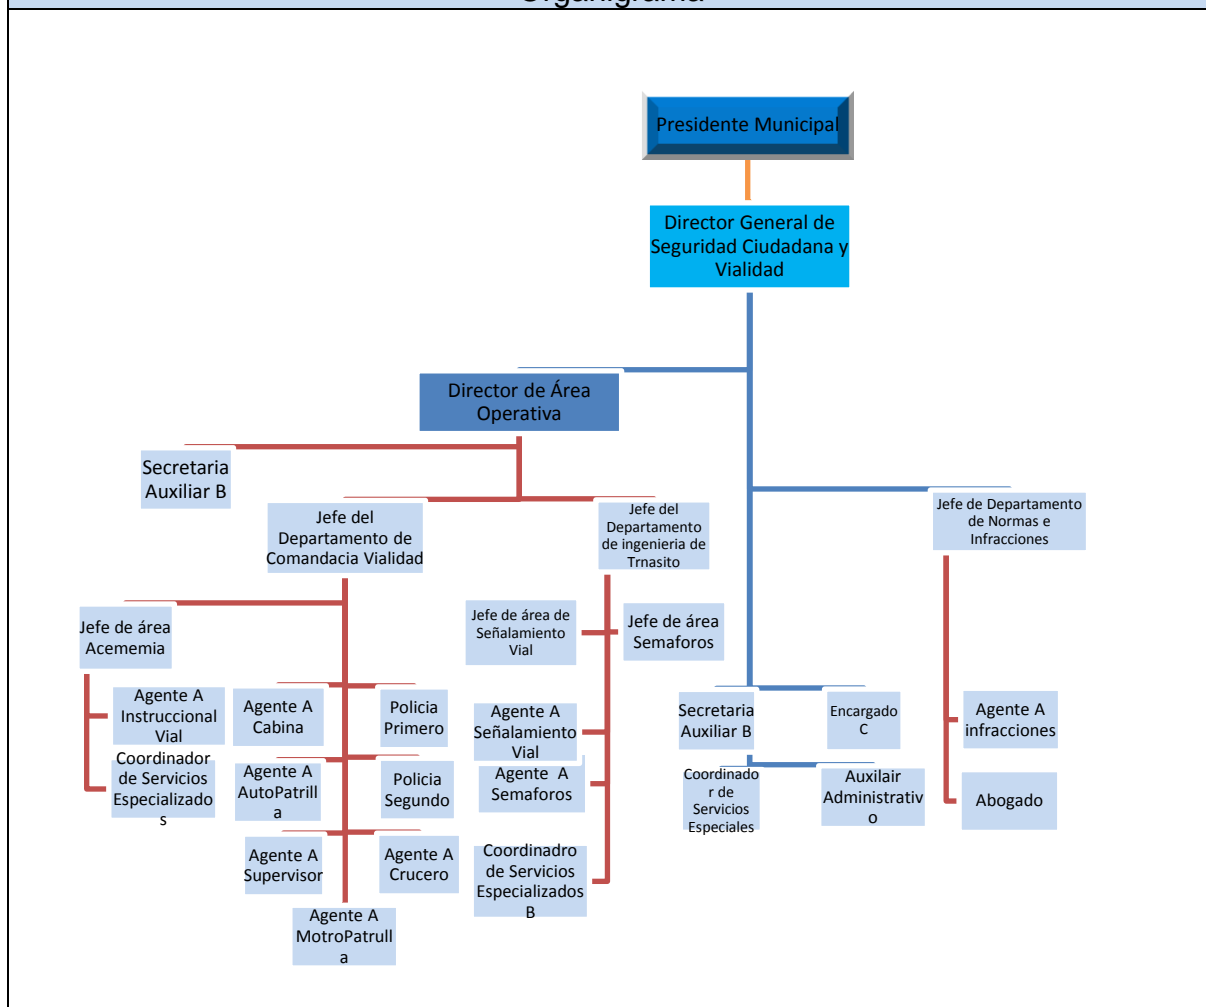 Organigrama
Presidente Municipal
Director General de
Seguridad Ciudadana y
Vialidad
Director de Área
Operativa
Secretaria
Auxiliar B
Jefe del
Departamento de
Comandacia Vialidad
Jefe del
Departamento
de ingenieria de
Trnasito
Jefe de Departamento
de Normas e
Infracciones
Jefe de área
Acememia
Jefe de área de
Señalamiento
Vial
Jefe de área
Semaforos
Agente A
Instruccional
Vial
Coordinador
de Servicios
Especializado
s
Agente A
Cabina
Policia
Primero
Agente A
AutoPatrill
a
Policia
Segundo
Agente A
Supervisor
Agente A
Crucero
Agente A
MotroPatrull
a
Agente A
Señalamiento
Vial
Agente  A
Semaforos
Coordinadro
de Servicios
Especializados
B
Secretaria
Auxiliar B
Encargado
C
Coordinado
r de
Servicios
Especiales
Auxilair
Administrativ
o
Agente A
infracciones
Abogado